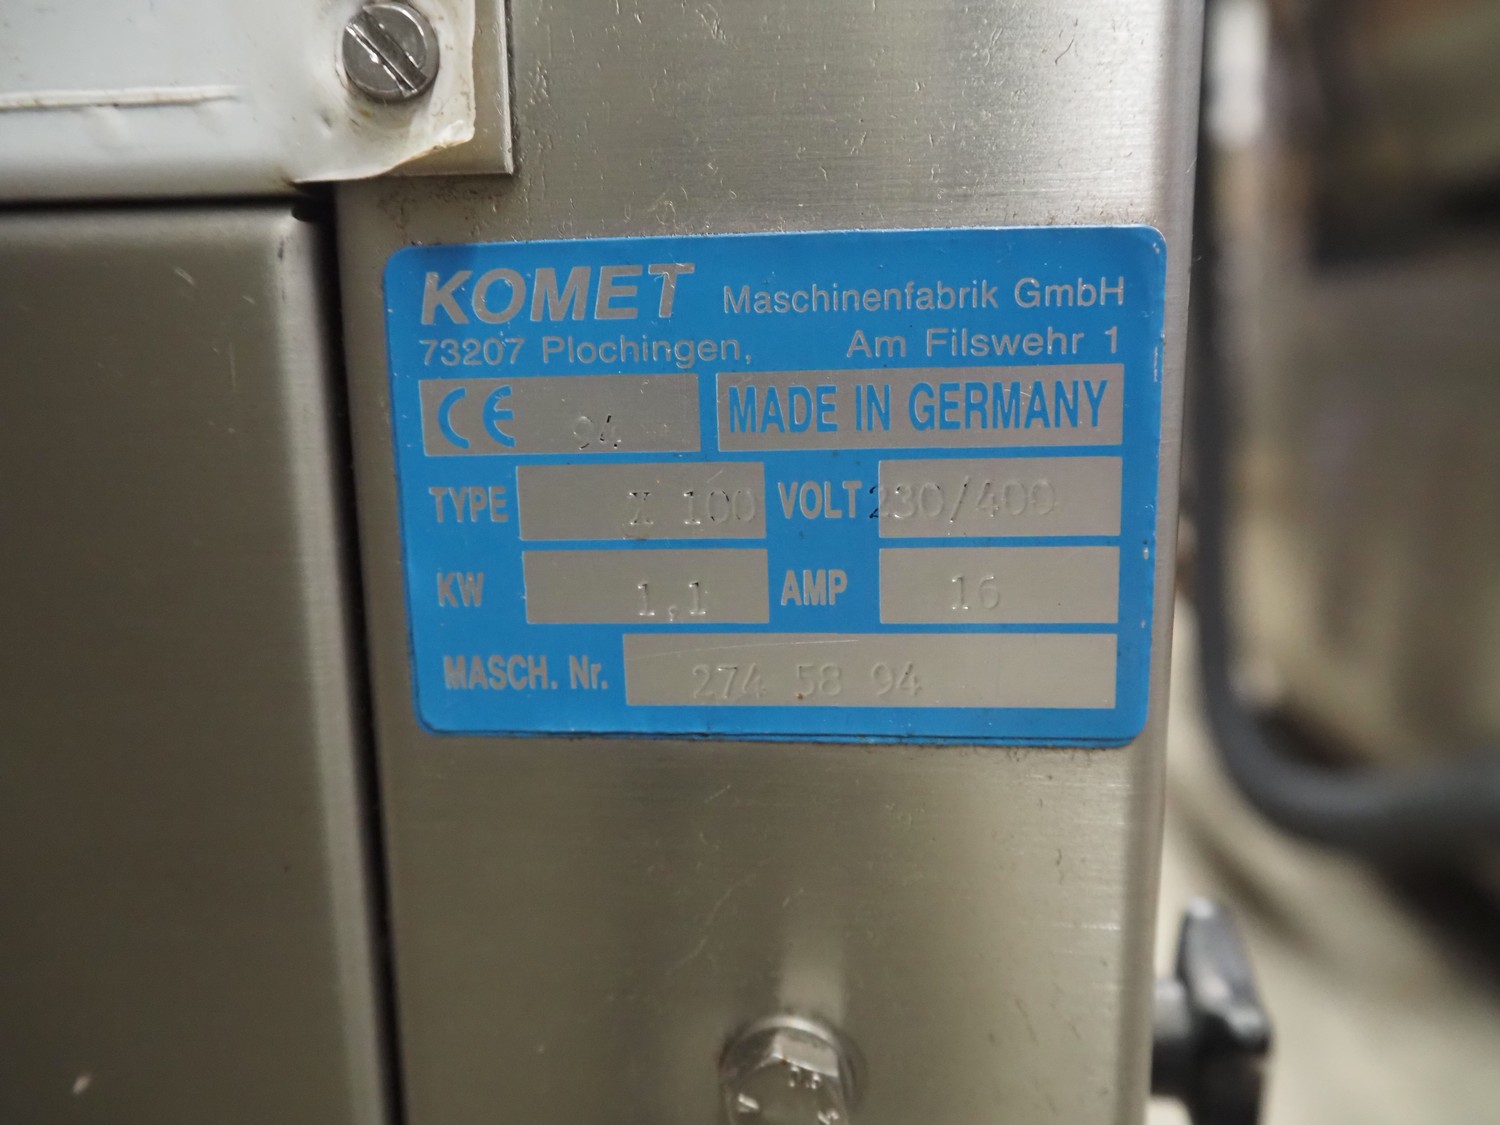 KOMET Maschinenfabrik GmbH
73207 Plochingen, Am Filswehr 1
CE 94 MADE IN GERMANY
TYPE X 100 VOLT 230/400
KW 1,1 AMP 16
MASCH. Nr. 274 58 94